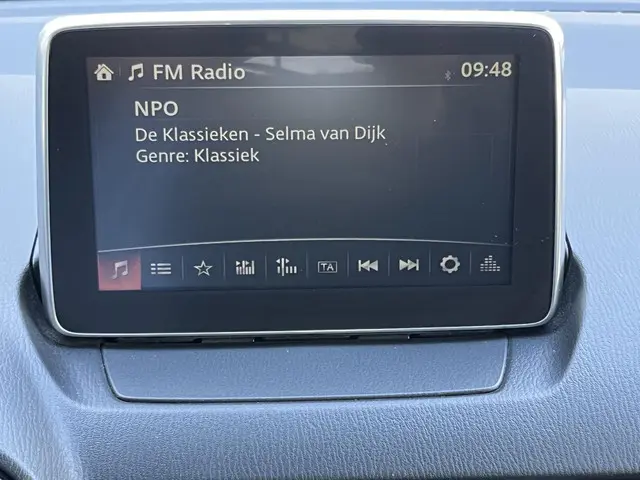 FM Radio 09:48
NPO
De Klassieken - Selma van Dijk
Genre: Klassiek
TA